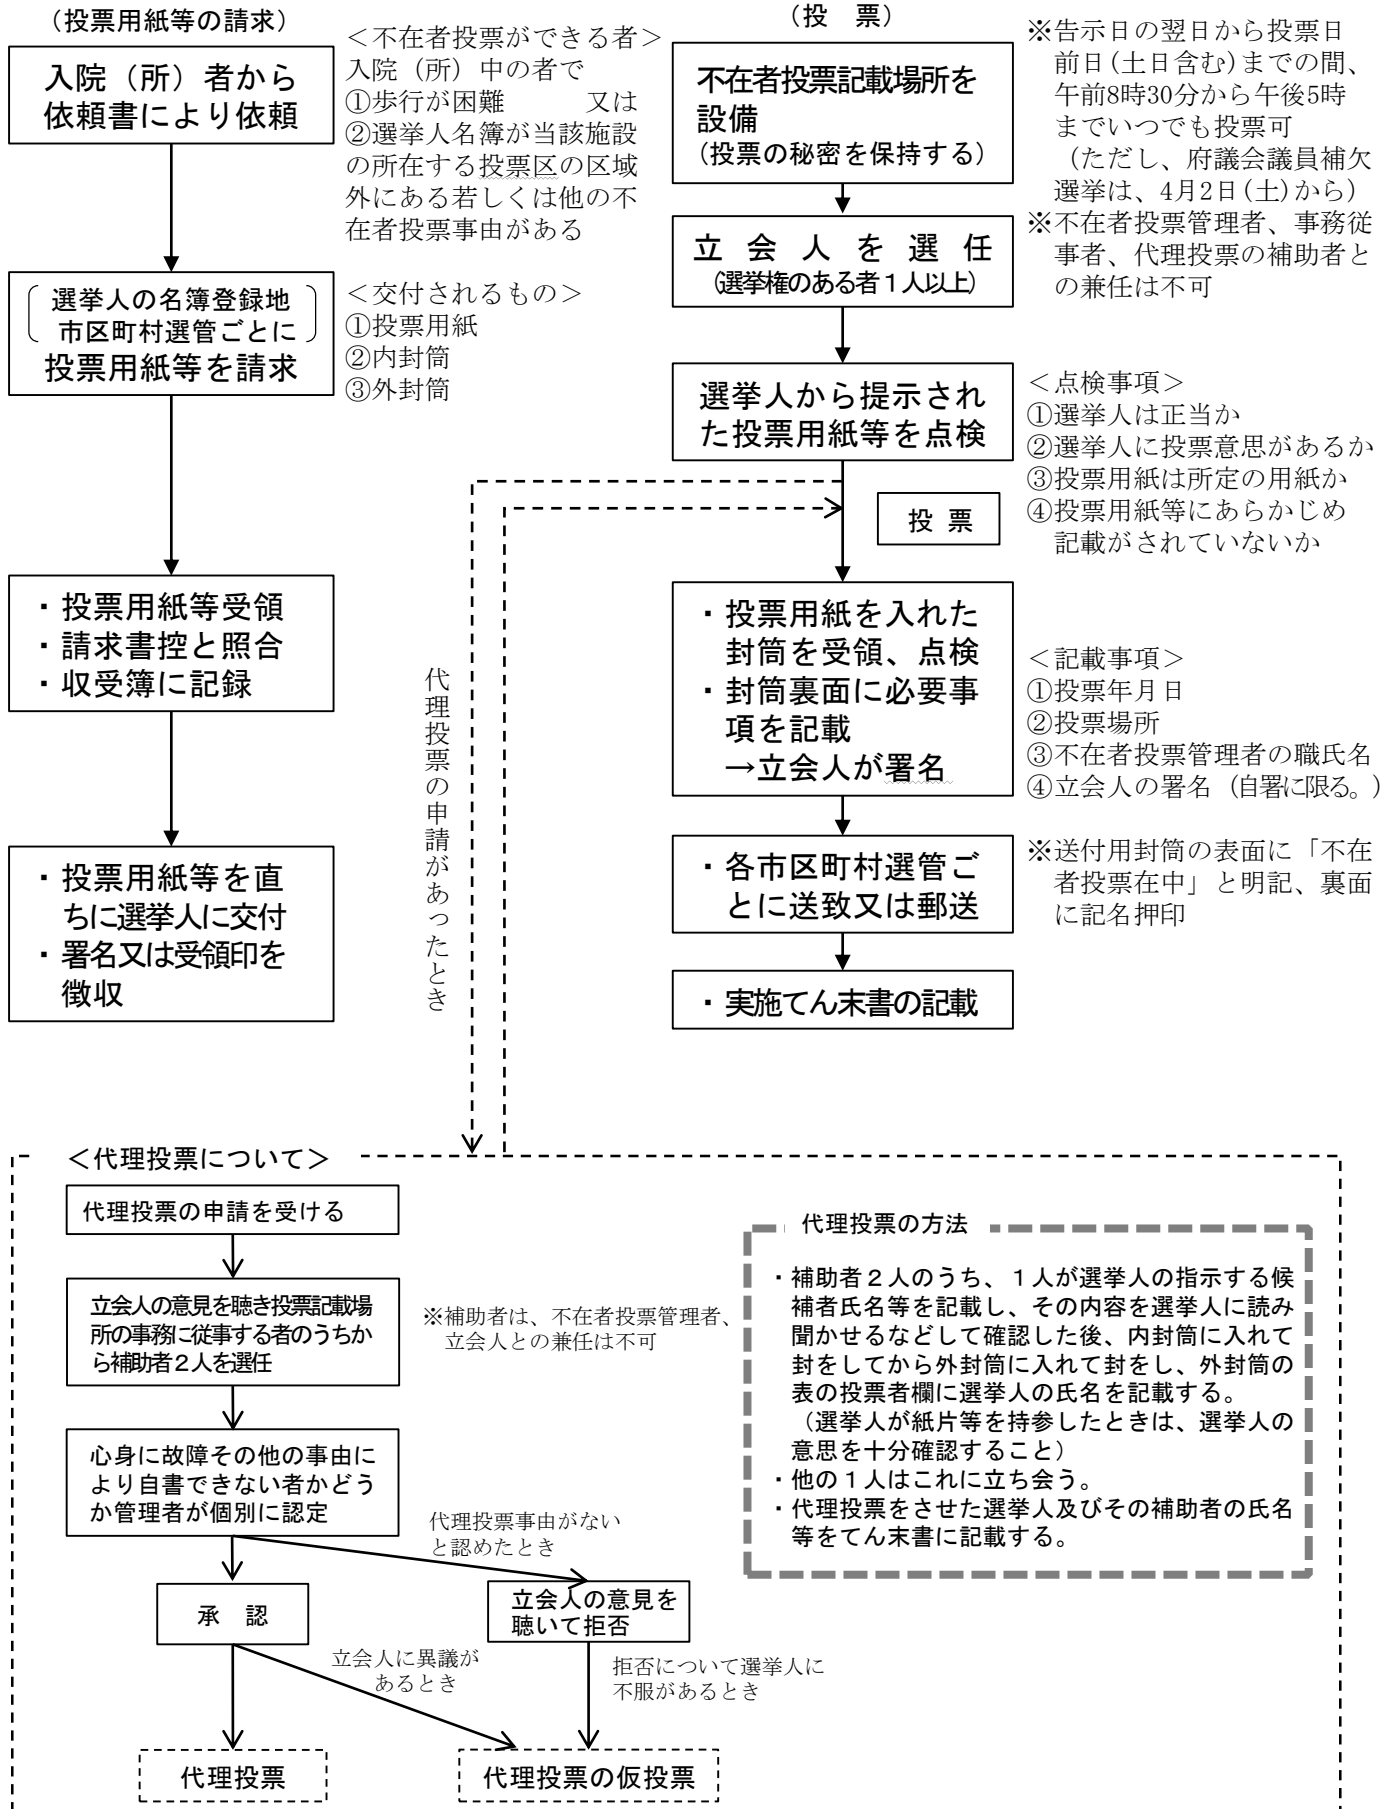 （投票用紙等の請求）
入院（所）者から
依頼書により依頼
＜不在者投票ができる者＞
入院（所）中の者で
①歩行が困難　　　又は
②選挙人名簿が当該施設
の所在する投票区の区域
外にある若しくは他の不
在者投票事由がある
選挙人の名簿登録地
市区町村選管ごとに
投票用紙等を請求
＜交付されるもの＞
①投票用紙
②内封筒
③外封筒
・投票用紙等受領
・請求書控と照合
・収受簿に記録
・投票用紙等を直
ちに選挙人に交付
・署名又は受領印を
徴収
（投　票）
不在者投票記載場所を
設備
（投票の秘密を保持する）
※告示日の翌日から投票日
前日(土日含む)までの間、
午前8時30分から午後5時
までいつでも投票可
（ただし、府議会議員補欠
選挙は、4月2日(土)から）
※不在者投票管理者、事務従
事者、代理投票の補助者と
の兼任は不可
立会人を選任
（選挙権のある者１人以上）
選挙人から提示され
た投票用紙等を点検
＜点検事項＞
①選挙人は正当か
②選挙人に投票意思があるか
③投票用紙は所定の用紙か
④投票用紙等にあらかじめ
記載がされていないか
投票
・投票用紙を入れた
封筒を受領、点検
・封筒裏面に必要事
項を記載
→立会人が署名
＜記載事項＞
①投票年月日
②投票場所
③不在者投票管理者の職氏名
④立会人の署名（自署に限る。）
・各市区町村選管ご
とに送致又は郵送
※送付用封筒の表面に「不在
者投票在中」と明記、裏面
に記名押印
・実施てん末書の記載
代理投票の申請があったとき
＜代理投票について＞
代理投票の申請を受ける
立会人の意見を聴き投票記載場
所の事務に従事する者のうちか
ら補助者２人を選任
※補助者は、不在者投票管理者、
立会人との兼任は不可
心身に故障その他の事由に
より自書できない者かどう
か管理者が個別に認定
代理投票事由がない
と認めたとき
承　認
立会人の意見を
聴いて拒否
立会人に異議が
あるとき
拒否について選挙人に
不服があるとき
代理投票
代理投票の仮投票
代理投票の方法
・補助者２人のうち、１人が選挙人の指示する候
補者氏名等を記載し、その内容を選挙人に読み
聞かせるなどして確認した後、内封筒に入れて
封をしてから外封筒に入れて封をし、外封筒の
表の投票者欄に選挙人の氏名を記載する。
（選挙人が紙片等を持参したときは、選挙人の
意思を十分確認すること）
・他の１人はこれに立ち会う。
・代理投票をさせた選挙人及びその補助者の氏名
等をてん末書に記載する。